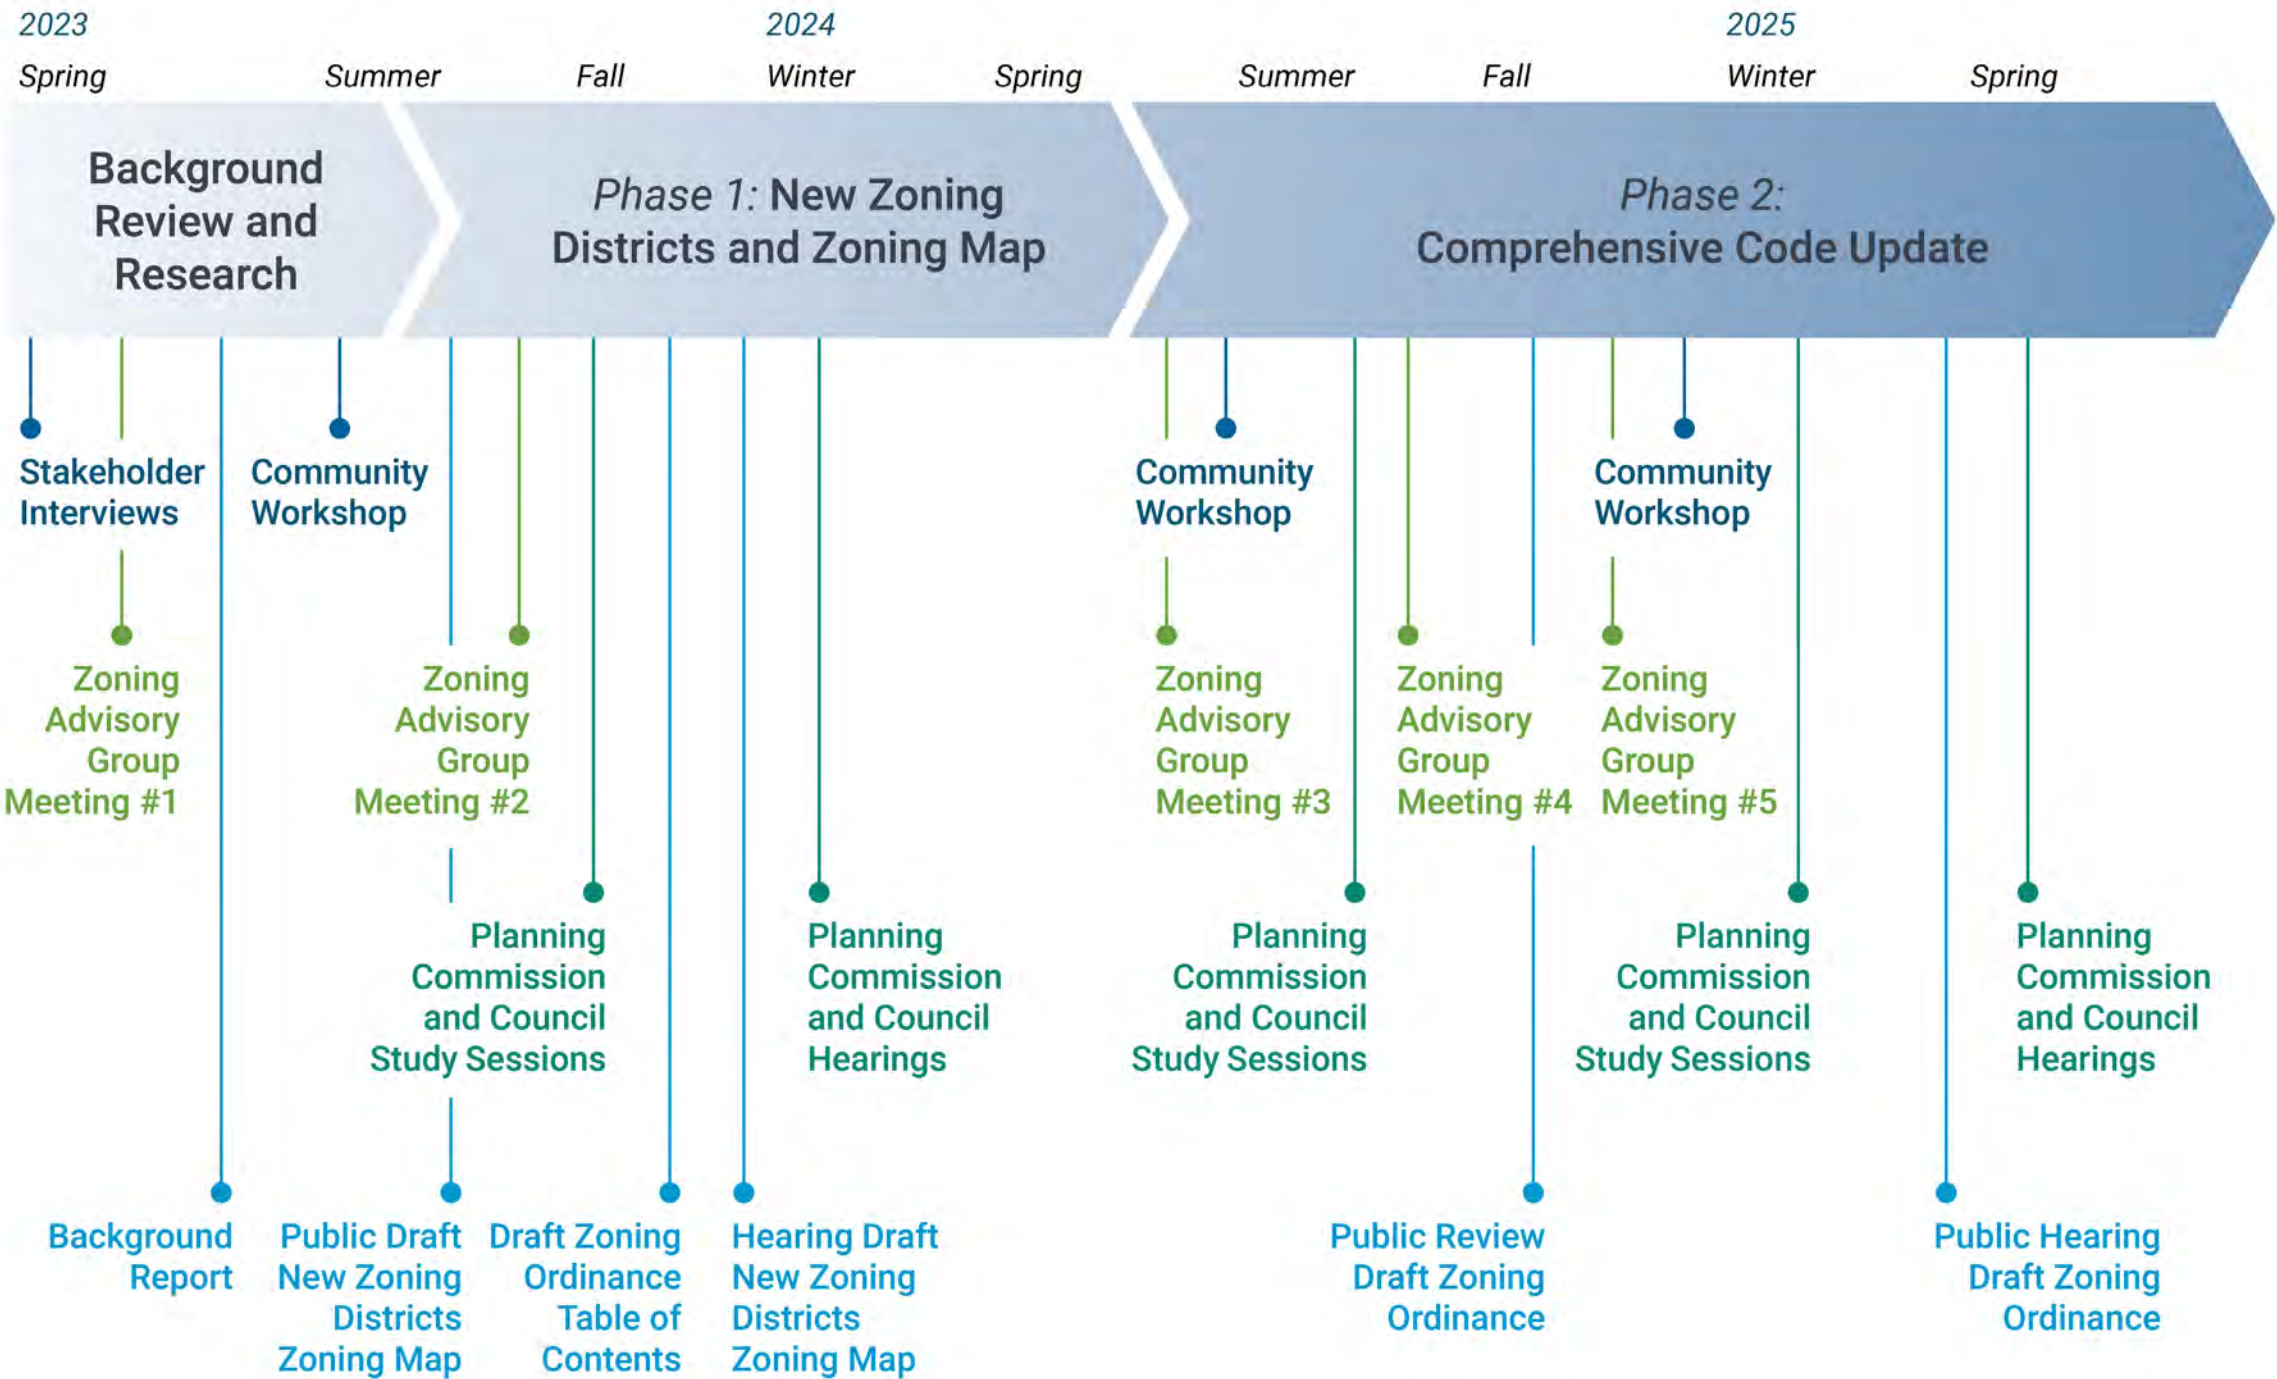 2023
2024
2025
Spring
Summer
Fall
Winter
Spring
Summer
Fall
Winter
Spring
Background
Review and
Research
Phase 1: New Zoning
Districts and Zoning Map
Phase 2:
Comprehensive Code Update
Stakeholder
Interviews
Community
Workshop
Community
Workshop
Community
Workshop
Zoning
Advisory
Group
Meeting #1
Zoning
Advisory
Group
Meeting #2
Zoning
Advisory
Group
Meeting #3
Zoning
Advisory
Group
Meeting #4
Zoning
Advisory
Group
Meeting #5
Planning
Commission
and Council
Study Sessions
Planning
Commission
and Council
Hearings
Planning
Commission
and Council
Study Sessions
Planning
Commission
and Council
Study Sessions
Planning
Commission
and Council
Hearings
Background
Report
Public Draft
New Zoning
Districts
Zoning Map
Draft Zoning
Ordinance
Table of
Contents
Hearing Draft
New Zoning
Districts
Zoning Map
Public Review
Draft Zoning
Ordinance
Public Hearing
Draft Zoning
Ordinance